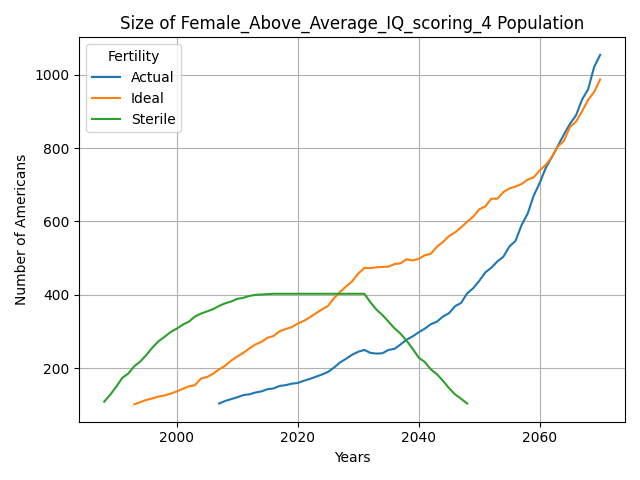 Size of Female_Above_Average_IQ_scoring_4 Population
Fertility
Actual
Ideal
Sterile
Number of Americans
1000
800
600
400
200
2000
2020
2040
2060
Years